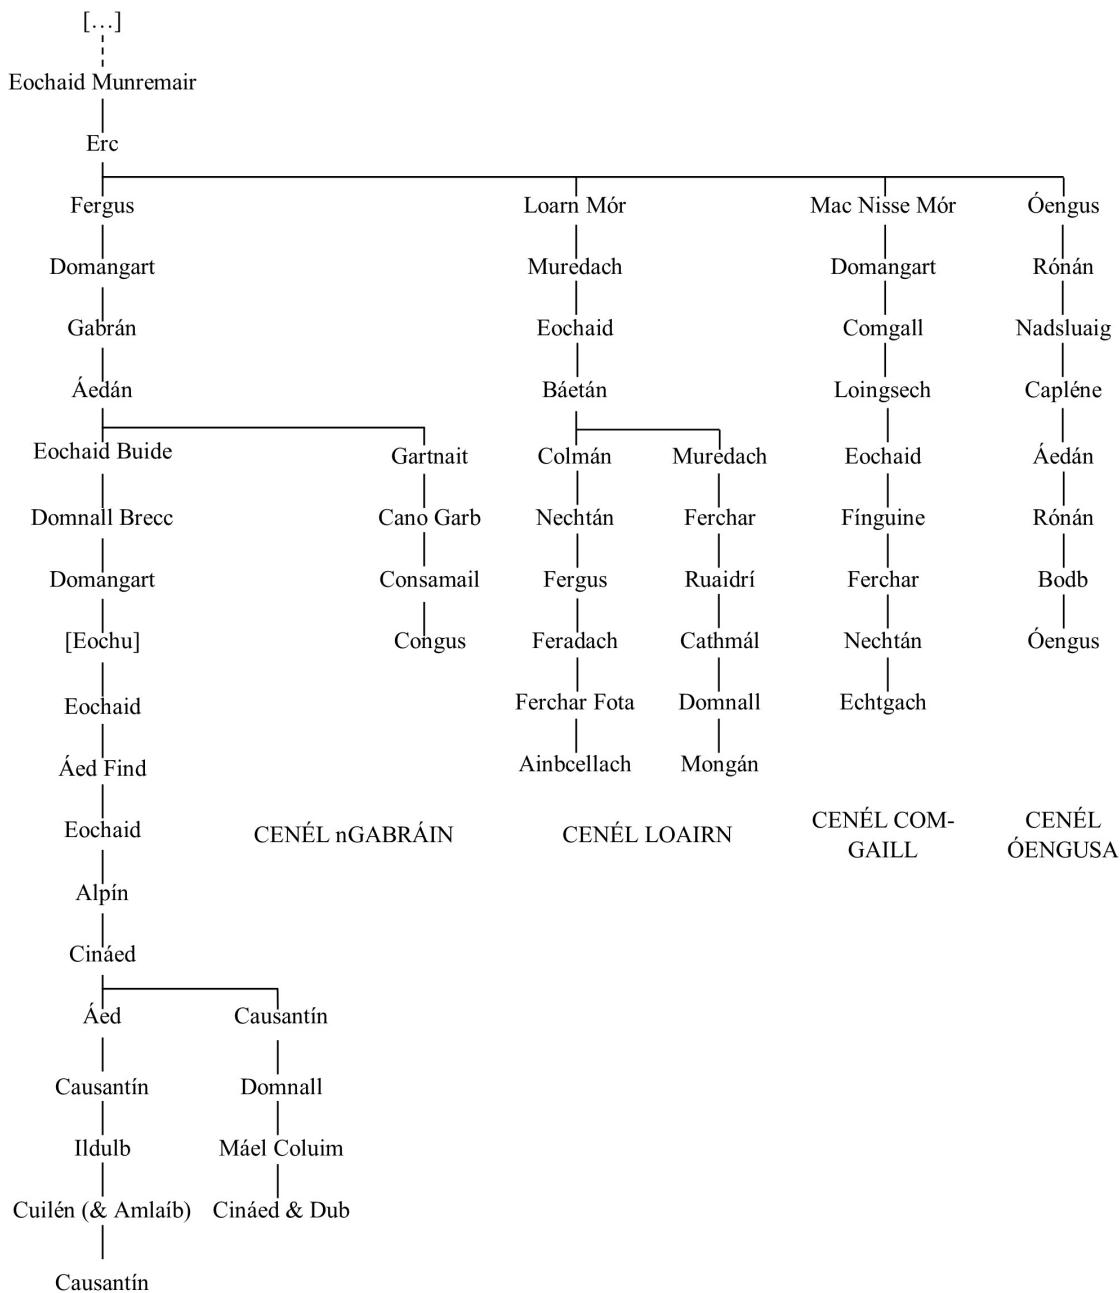 […]
Eochaid Munremair
Erc
Fergus Loarn Mór Mac Nisse Mór Óengus
Domangart Muredach Domangart Rónán
Gabrán Eochaid Comgall Nadsluaig
Áedán Báetán Loingsech Capléne
Eochaid Buide Gartnait Colmán Muredach Eochaid Áedán
Domnall Brecc Cano Garb Nechtán Ferchar Fínguine Rónán
Domangart Consamail Fergus Ruaidrí Ferchar Bodb
[Eochu] Congus Feradach Cathmál Nechtán Óengus
Eochaid Ferchar Fota Domnall Echtgach
Áed Find Ainbcellach Mongán
Eochaid CENÉL nGABRÁIN CENÉL LOAIRN CENÉL COM-
GAILL CENÉL
ÓENGUSA
Alpín
Cináed
Áed Causantín
Causantín Domnall
Ildulb Máel Coluim
Cuilén (& Amlaíb) Cináed & Dub
Causantín